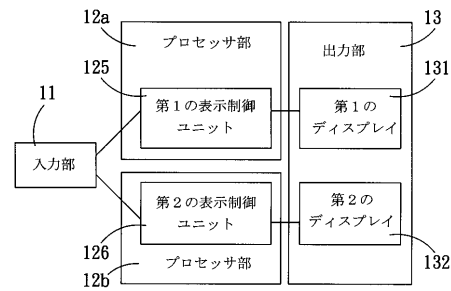 12a
13
プロセッサ部
出力部
125
131
11
第1の表示制御
ユニット
第1の
ディスプレイ
入力部
第2の表示制御
ユニット
第2の
ディスプレイ
126
プロセッサ部
132
12b